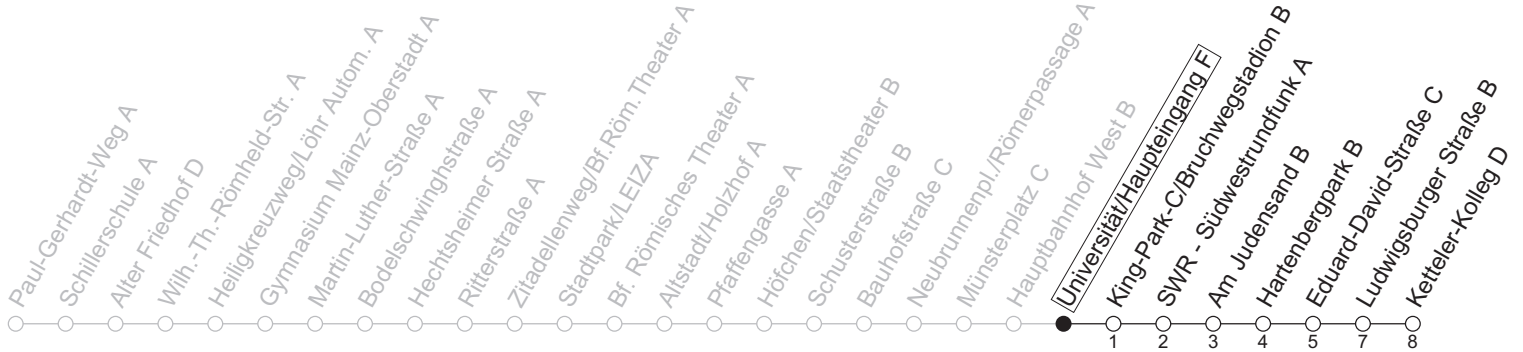 Paul-Gerhardt-Weg A
Schillerschule A
Alter Friedhof D
Wilh.-Th.-Römheld-Str. A
Heiligkreuzweg/Löhr Autom. A
Gymnasium Mainz-Oberstadt A
Martin-Luther-Straße A
Bodelschwinghstraße A
Hechtsheimer Straße A
Ritterstraße A
Zitadellenweg/Bf.Röm.Theater A
Stadtpark/LEIZA
Bf. Römisches Theater A
Altstadt/Holzhof A
Pfaffengasse A
Höfchen/Staatstheater B
Schusterstraße B
Bauhofstraße C
Neubrunnenpl./Römerpassage A
Münsterplatz C
Hauptbahnhof West B
Universität/Haupteingang F
King-Park-C/Bruchwegstadion B
SWR - Südwestrundfunk A
Am Judensand B
Hartenbergpark B
Eduard-David-Straße C
Ludwigsburger Straße B
Ketteler-Kolleg D
1 2 3 4 5 7 8